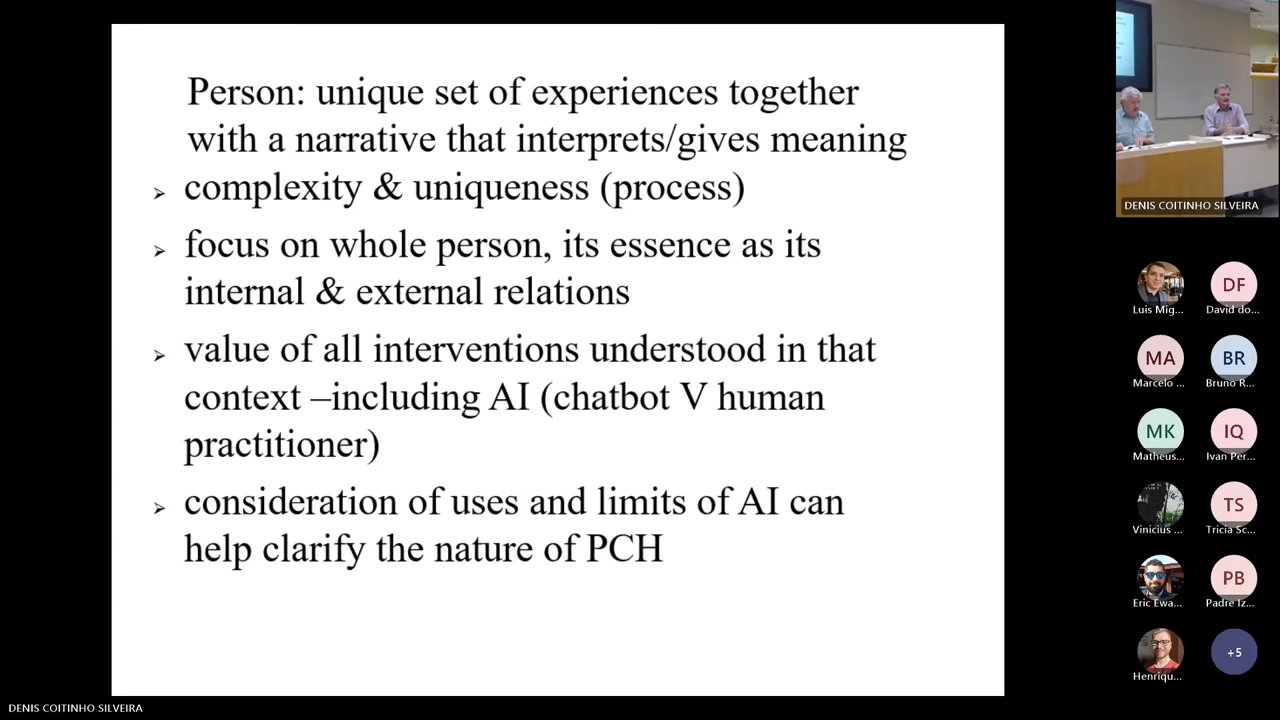 Person: unique set of experiences together
with a narrative that interprets/gives meaning
➢ complexity & uniqueness (process)
➢ focus on whole person, its essence as its
internal & external relations
➢ value of all interventions understood in that
context –including AI (chatbot V human
practitioner)
➢ consideration of uses and limits of AI can
help clarify the nature of PCH
DENIS COITINHO SILVEIRA
DF
Luis Mig... David do...
MA BR
Marcelo ... Bruno R...
MK IQ
Matheus... Ivan Per...
TS
Vinicius ... Tricia Sc...
PB
Eric Ewa... Padre Iz...
+5
Henriqu...
DENIS COITINHO SILVEIRA